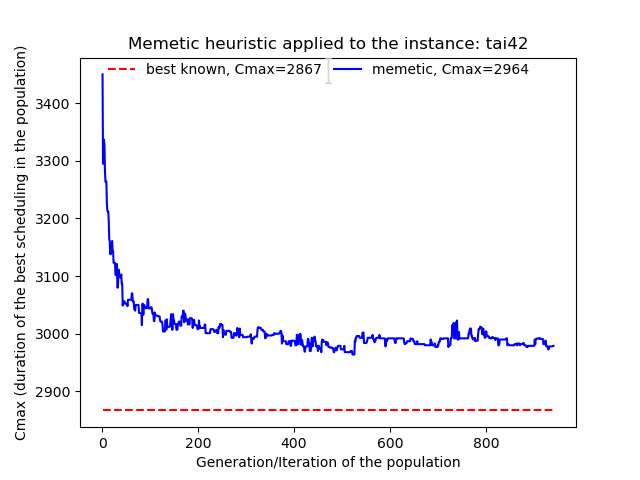 Memetic heuristic applied to the instance: tai42
best known, Cmax=2867 memetic, Cmax=2964
Cmax (duration of the best scheduling in the population)
3400
3300
3200
3100
3000
2900
0 200 400 600 800
Generation/Iteration of the population